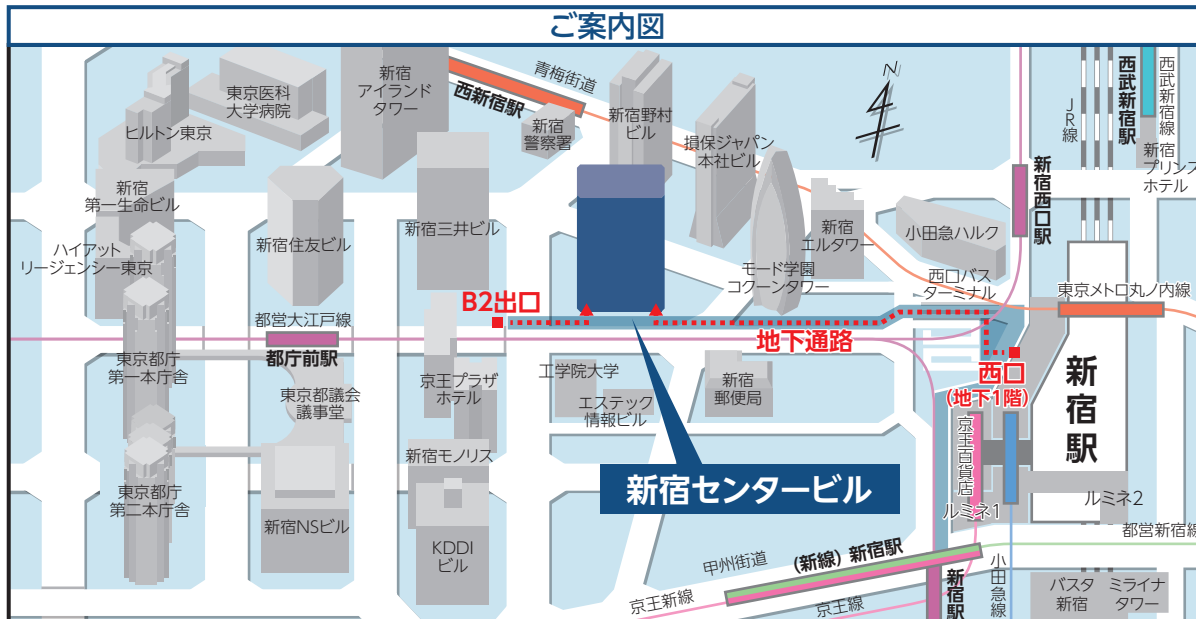 ご案内図
新宿
アイランド
タワー
青梅街道
西新宿駅
東京医科
大学病院
ヒルトン東京
新宿
警察署
新宿野村
ビル
損保ジャパン
本社ビル
N
JR線
西武新宿駅
西武新宿線
新宿
プリンス
ホテル
新宿西口駅
新宿
第一生命ビル
新宿住友ビル
新宿三井ビル
新宿
エルタワー
小田急ハルク
ハイアット
リージェンシー東京
モード学園
コクーンタワー
西口バス
ターミナル
東京メトロ丸ノ内線
B2出口
都営大江戸線
都庁前駅
地下通路
東京都庁
第一本庁舎
東京都議会
議事堂
京王プラザ
ホテル
工学院大学
エステック
情報ビル
新宿
郵便局
西口
(地下1階)
新宿駅
京王百貨店
新宿モノリス
新宿センタービル
東京都庁
第二本庁舎
新宿NSビル
KDDI
ビル
ルミネ1
ルミネ2
都営新宿線
甲州街道
(新線)新宿駅
京王新線
京王線
新宿駅
小田急線
バスタ
新宿
ミライナ
タワー